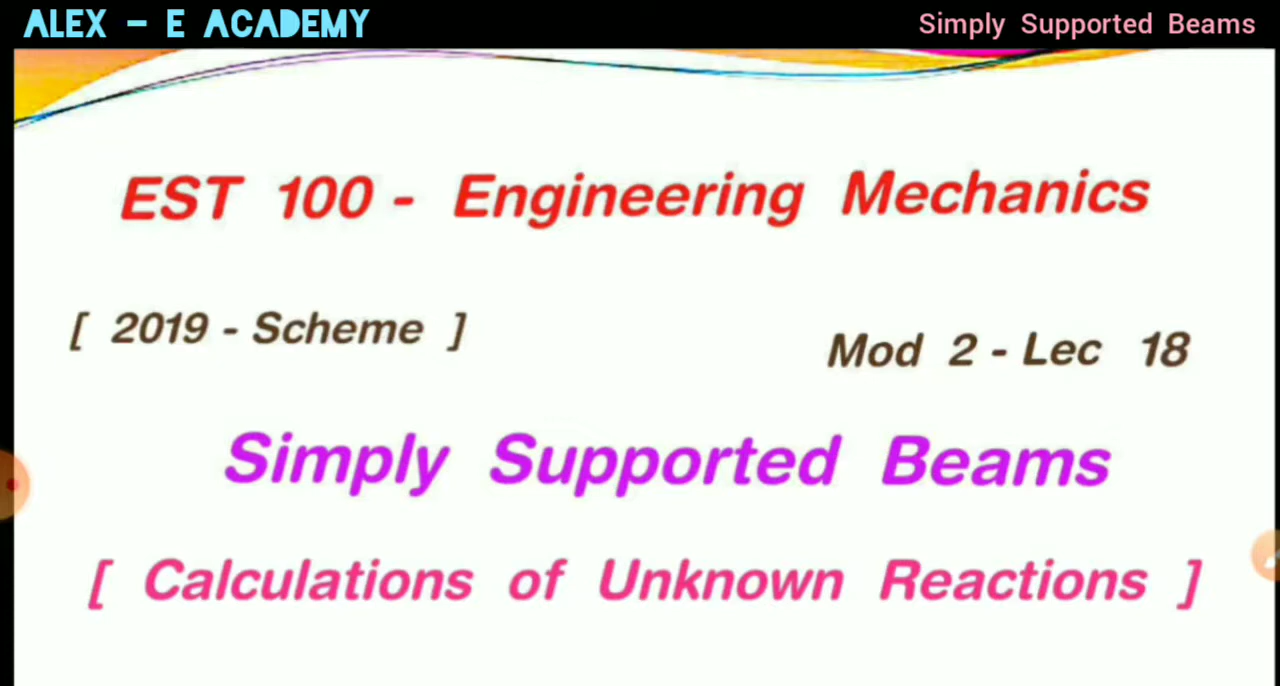 ALEX - E ACADEMY
Simply Supported Beams
EST 100 - Engineering Mechanics
[ 2019 - Scheme ]
Mod 2 - Lec 18
Simply Supported Beams
[ Calculations of Unknown Reactions ]